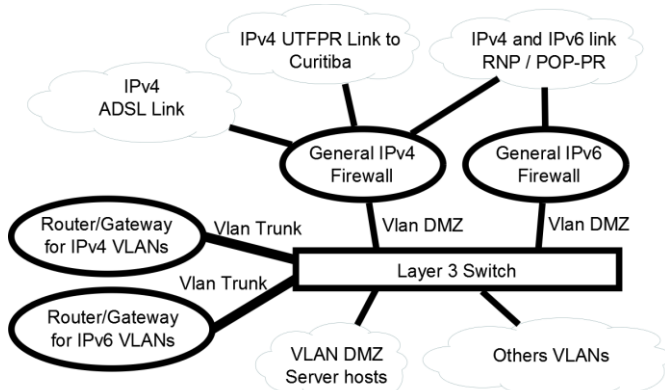 IPv4 UTFPR Link to
Curitiba
IPv4 and IPv6 link
RNP / POP-PR
IPv4
ADSL Link
General IPv4
Firewall
General IPv6
Firewall
Router/Gateway
for IPv4 VLANs
Vlan Trunk
Vlan DMZ
Vlan DMZ
Layer 3 Switch
Vlan Trunk
Router/Gateway
for IPv6 VLANs
VLAN DMZ
Server hosts
Others VLANs